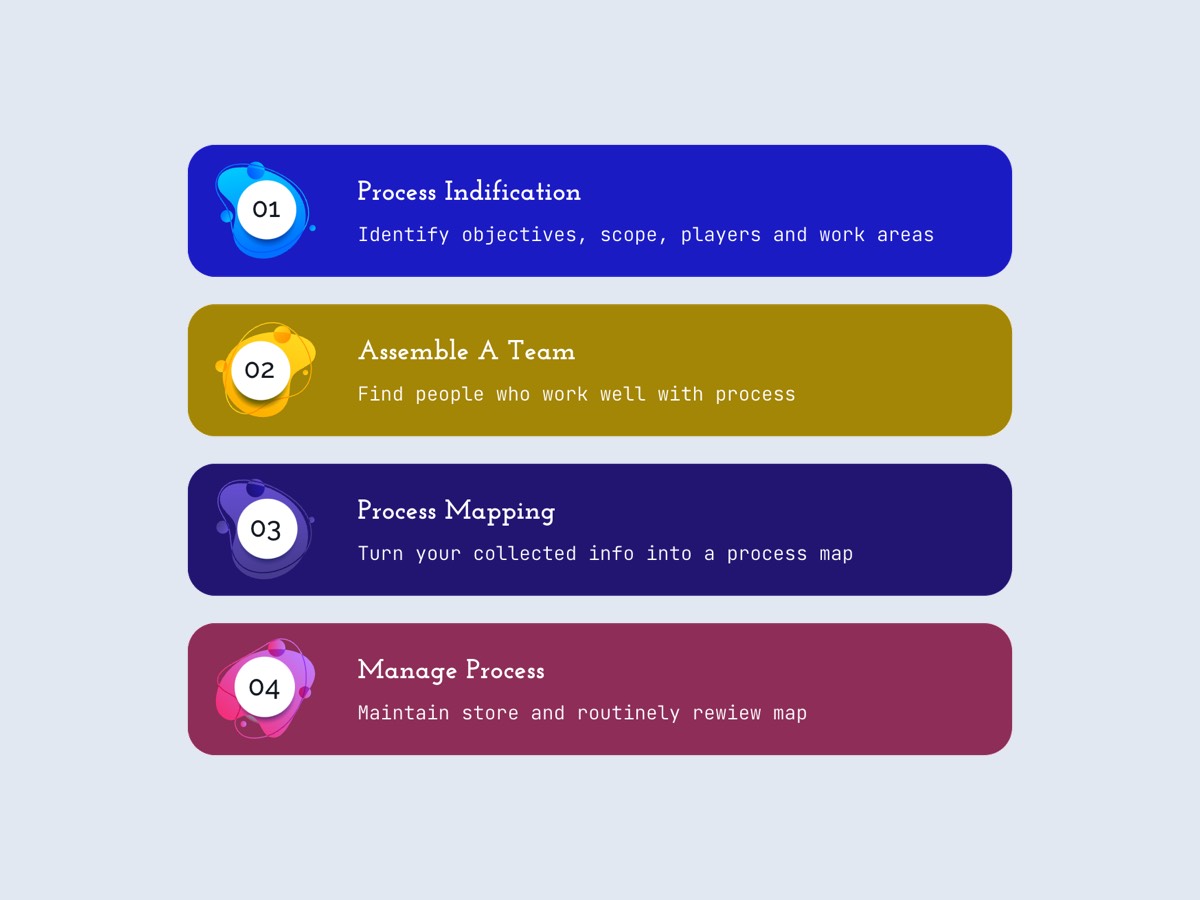 01
Process Indification
Identify objectives, scope, players and work areas
02
Assemble A Team
Find people who work well with process
03
Process Mapping
Turn your collected info into a process map
04
Manage Process
Maintain store and routinely rewiew map